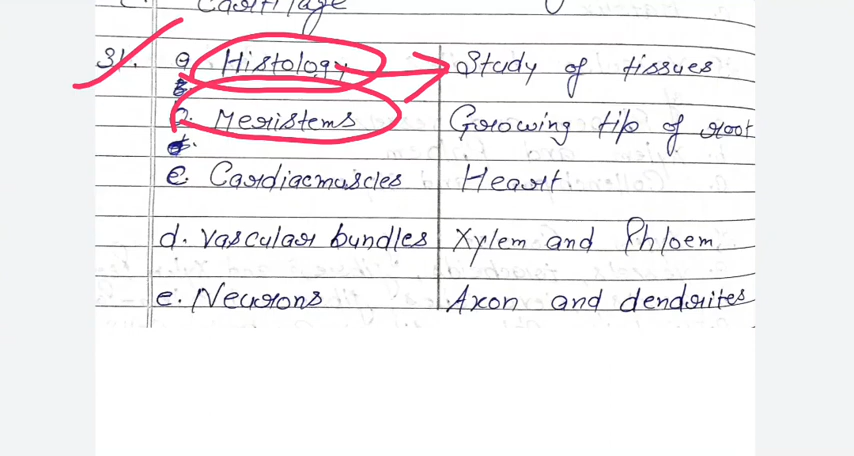 Cartilage
31. a. Histology Study of tissues
b. Meristems Growing tip of root
c. Cardiacmuscles Heart.
d. Vascular bundles Xylem and Phloem
e. Neurons Axon and dendrites